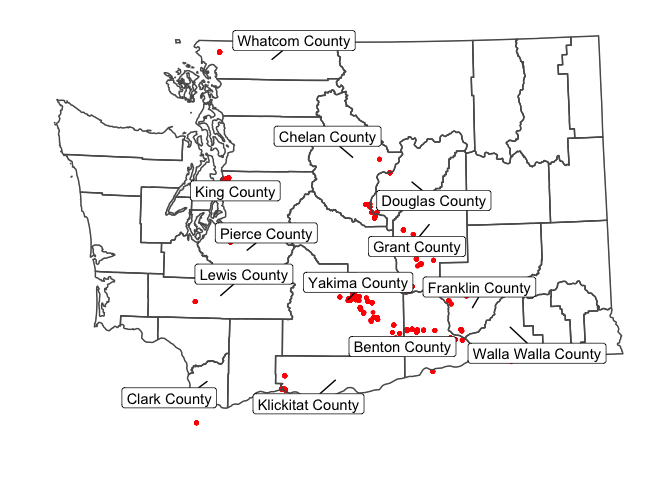 Whatcom County
Chelan County
King County
Douglas County
Pierce County
Grant County
Lewis County
Yakima County
Franklin County
Benton County
Walla Walla County
Clark County
Klickitat County